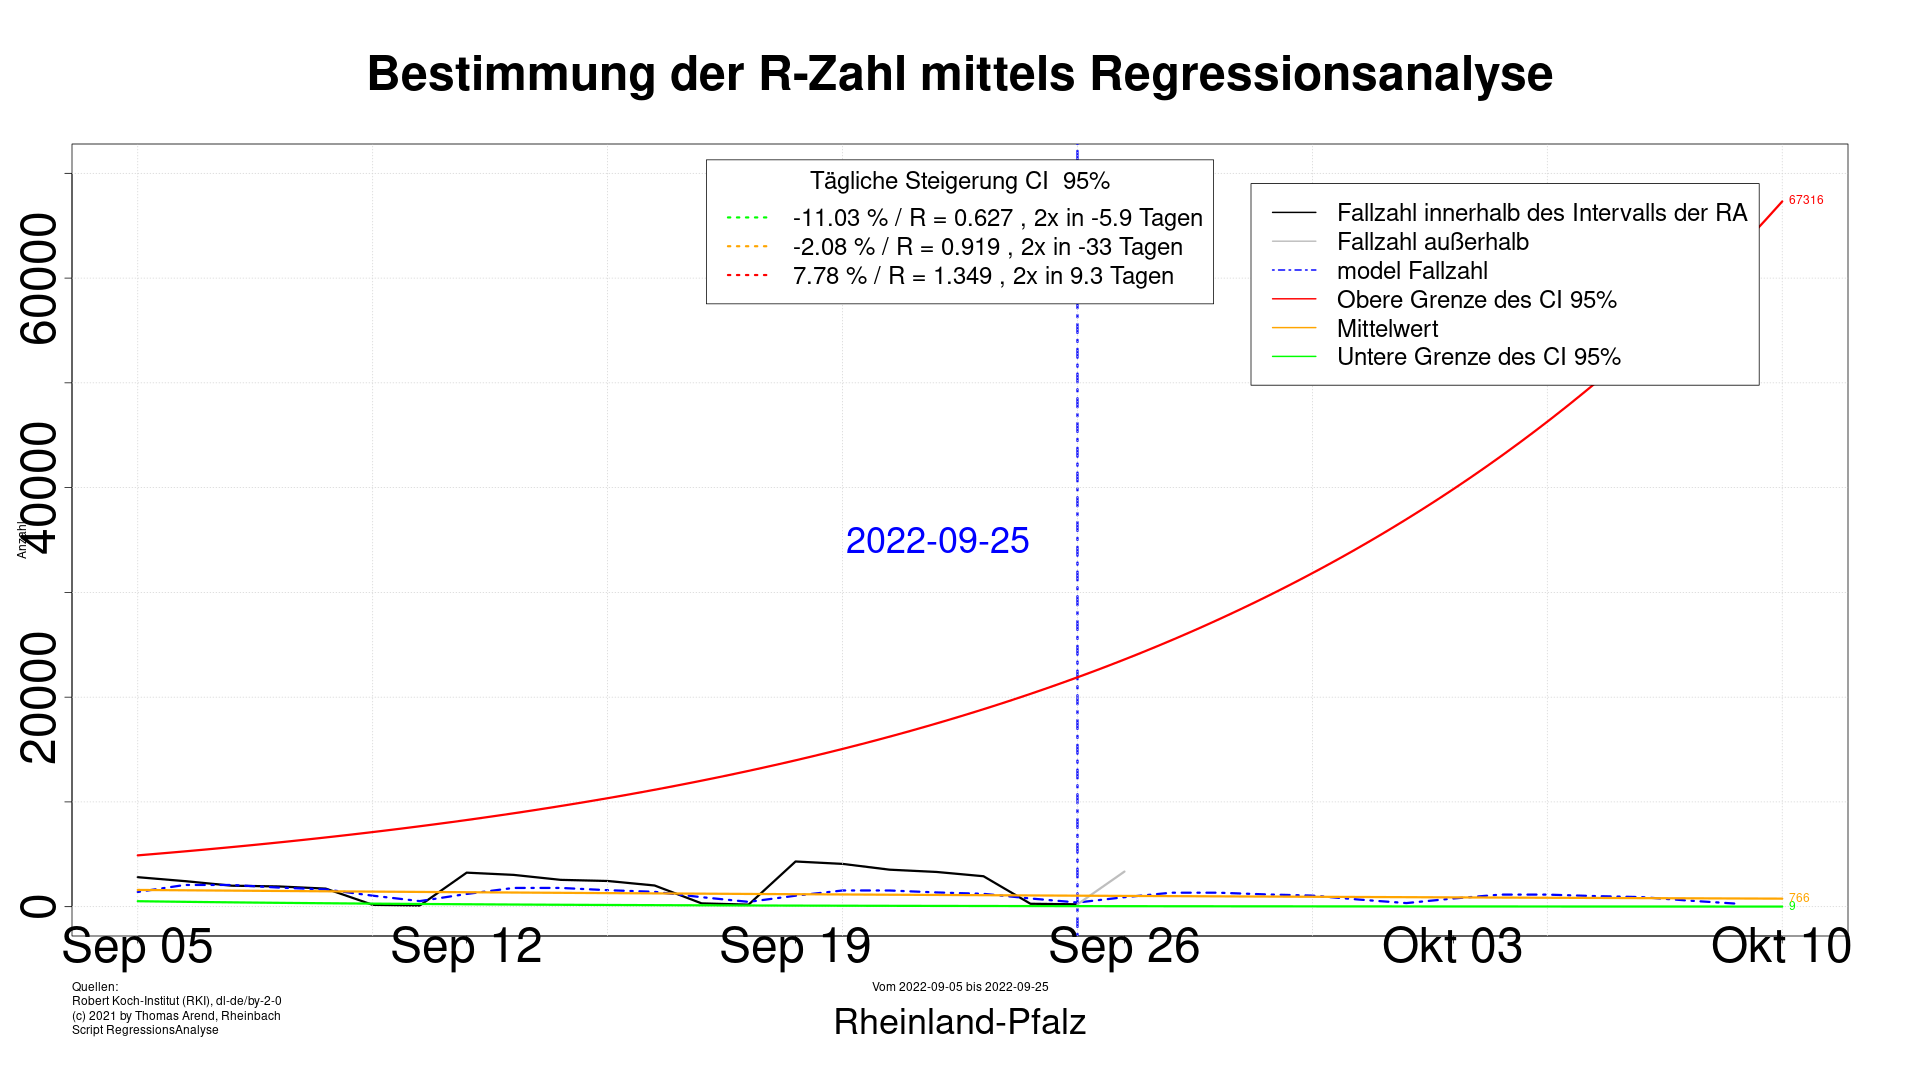 Bestimmung der R-Zahl mittels Regressionsanalyse
Tägliche Steigerung CI 95%
-11.03 % / R = 0.627 , 2x in -5.9 Tagen
-2.08 % / R = 0.919 , 2x in -33 Tagen
7.78 % / R = 1.349 , 2x in 9.3 Tagen
Fallzahl innerhalb des Intervalls der RA
Fallzahl außerhalb
model Fallzahl
Obere Grenze des CI 95%
Mittelwert
Untere Grenze des CI 95%
67316
60000
40000
20000
0
Anzahl
2022-09-25
766
9
Sep 05
Sep 12
Sep 19
Sep 26
Okt 03
Okt 10
Quellen:
Robert Koch-Institut (RKI), dl-de/by-2-0
(c) 2021 by Thomas Arend, Rheinbach
Script RegressionsAnalyse
Vom 2022-09-05 bis 2022-09-25
Rheinland-Pfalz